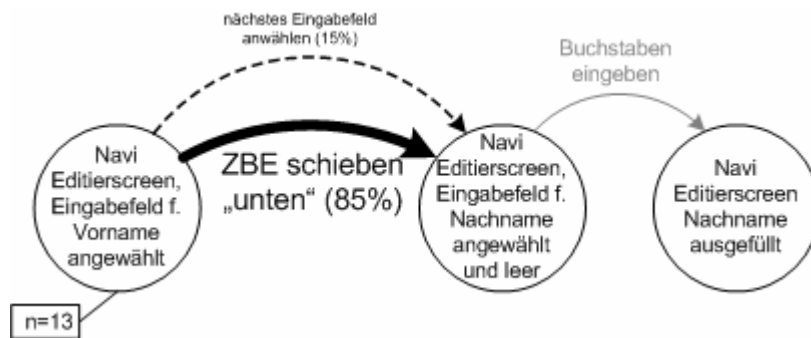 nächstes Eingabefeld
anwählen (15%)
Buchstaben
eingeben
ZBE schieben
„unten“ (85%)
Navi
Editierscreen,
Eingabefeld f.
Vorname
angewählt
Navi
Editierscreen,
Eingabefeld f.
Nachname
angewählt
und leer
Navi
Editierscreen
Nachname
ausgefüllt
n=13